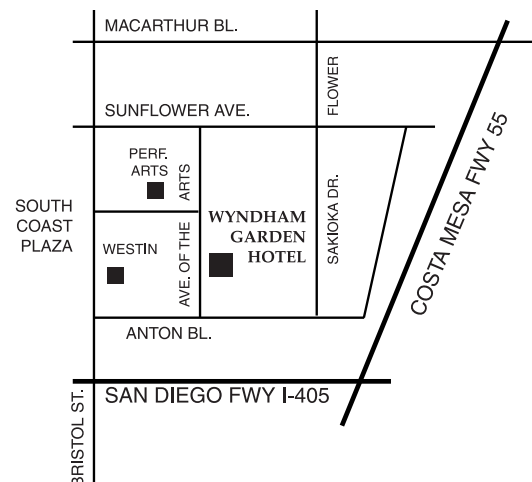 MACARTHUR BL.
FLOWER
SUNFLOWER AVE.
COSTA MESA FWY 55
PERF.
ARTS
AVE. OF THE ARTS
SAKIOKA DR.
SOUTH
COAST
PLAZA
WYNDHAM
GARDEN
HOTEL
WESTIN
ANTON BL.
SAN DIEGO FWY I-405
BRISTOL ST.